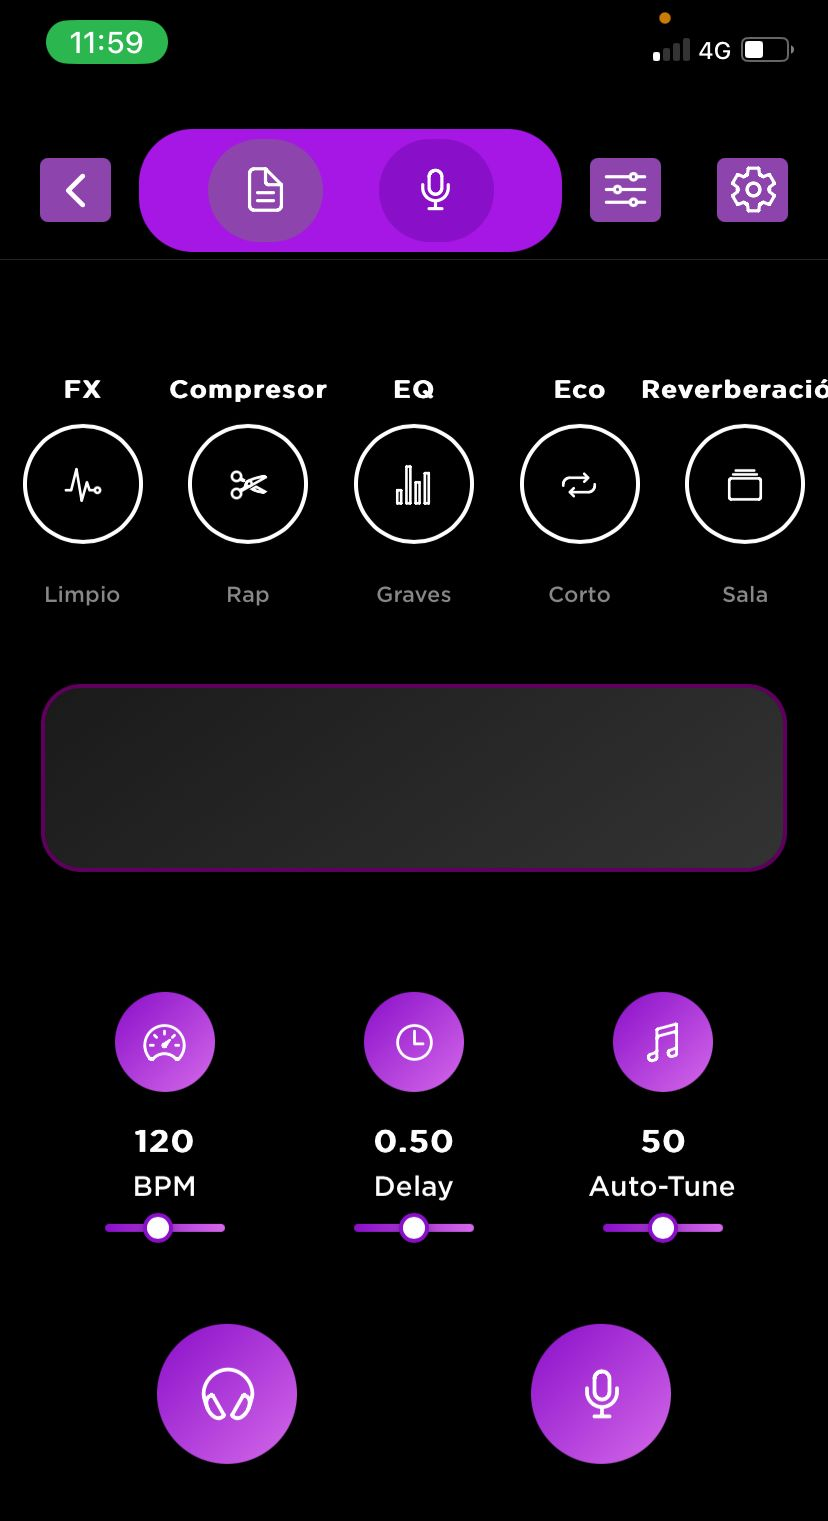 11:59
4G
FX Compresor EQ Eco Reverberació
Limpio Rap Graves Corto Sala
120 0.50 50
BPM Delay Auto-Tune